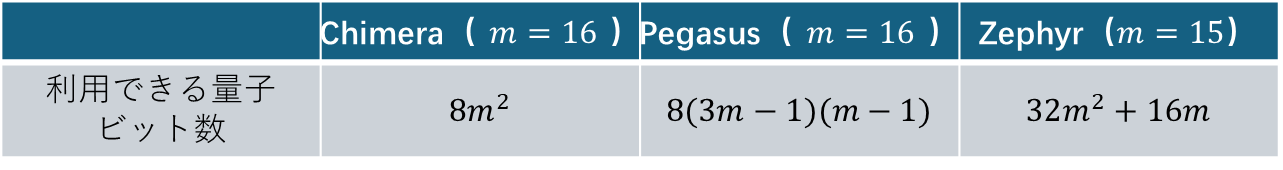 Chimera（ m = 16 ）
Pegasus（ m = 16 ）
Zephyr（m = 15）
利用できる量子
ビット数
8m²
8(3m − 1)(m − 1)
32m² + 16m